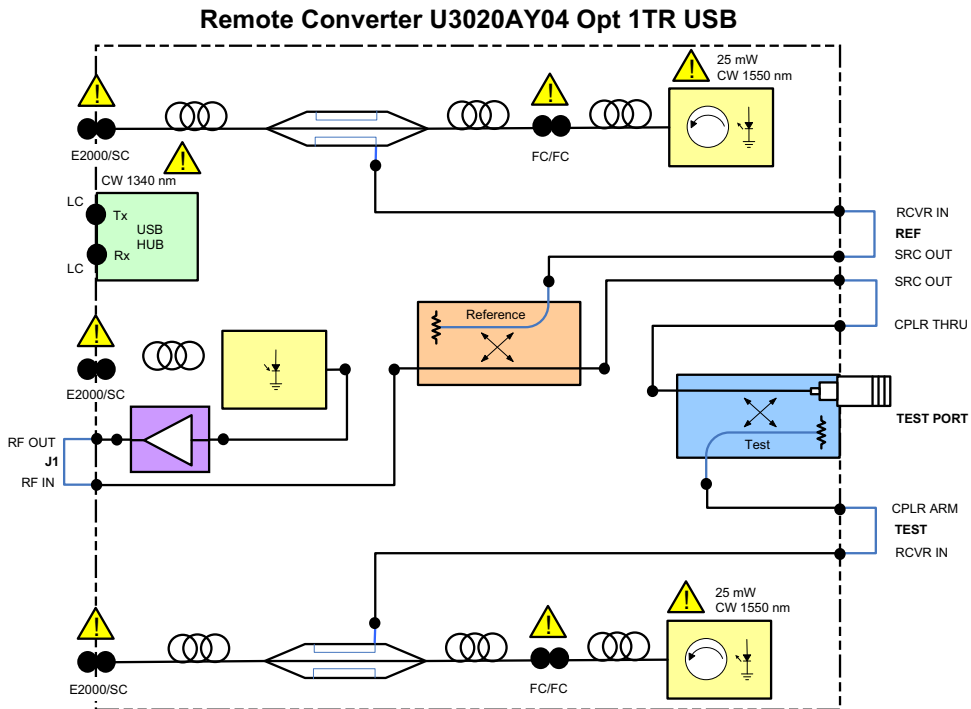 Remote Converter U3020AY04 Opt 1TR USB
25 mW
CW 1550 nm
E2000/SC
FC/FC
CW 1340 nm
LC
Tx
USB
HUB
Rx
LC
RCVR IN
REF
SRC OUT
SRC OUT
CPLR THRU
Reference
E2000/SC
TEST PORT
Test
RF OUT
J1
RF IN
CPLR ARM
TEST
RCVR IN
25 mW
CW 1550 nm
E2000/SC
FC/FC